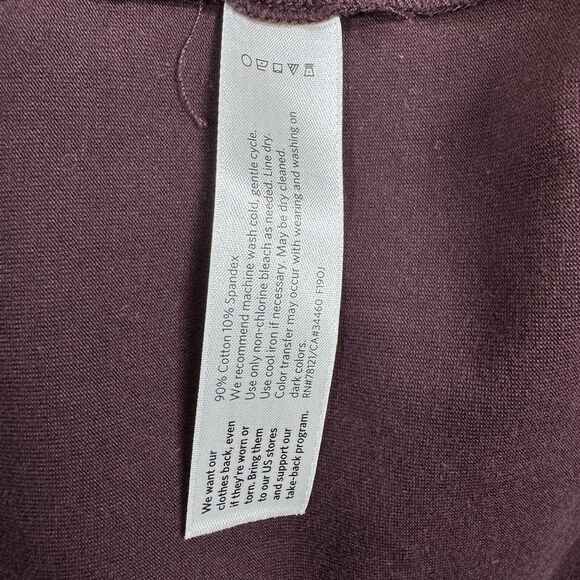 90% Cotton 10% Spandex
We recommend machine wash cold, gentle cycle.
Use only non-chlorine bleach as needed. Line dry.
Use cool iron if necessary. May be dry cleaned.
Color transfer may occur with wearing and washing on
dark colors.
RN#78121/CA#34460 F19OJ
We want our
clothes back, even
if they're worn or
torn. Bring them
to our US stores
and support our
take-back program.